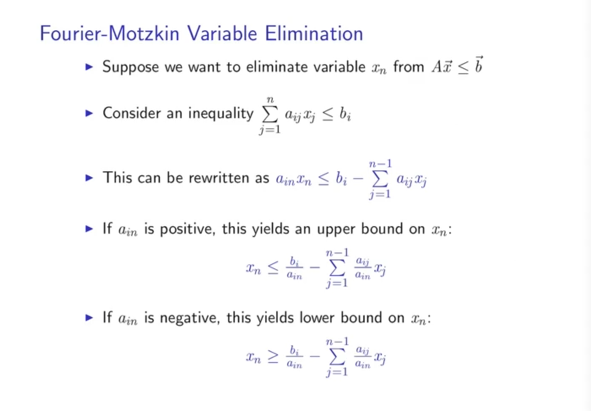 Fourier-Motzkin Variable Elimination
▶ Suppose we want to eliminate variable $x_n$ from $A\vec{x} \leq \vec{b}$
▶ Consider an inequality $\sum_{j=1}^{n} a_{ij} x_j \leq b_i$
▶ This can be rewritten as $a_{in} x_n \leq b_i - \sum_{j=1}^{n-1} a_{ij} x_j$
▶ If $a_{in}$ is positive, this yields an upper bound on $x_n$:
$x_n \leq \frac{b_i}{a_{in}} - \sum_{j=1}^{n-1} \frac{a_{ij}}{a_{in}} x_j$
▶ If $a_{in}$ is negative, this yields lower bound on $x_n$:
$x_n \geq \frac{b_i}{a_{in}} - \sum_{j=1}^{n-1} \frac{a_{ij}}{a_{in}} x_j$